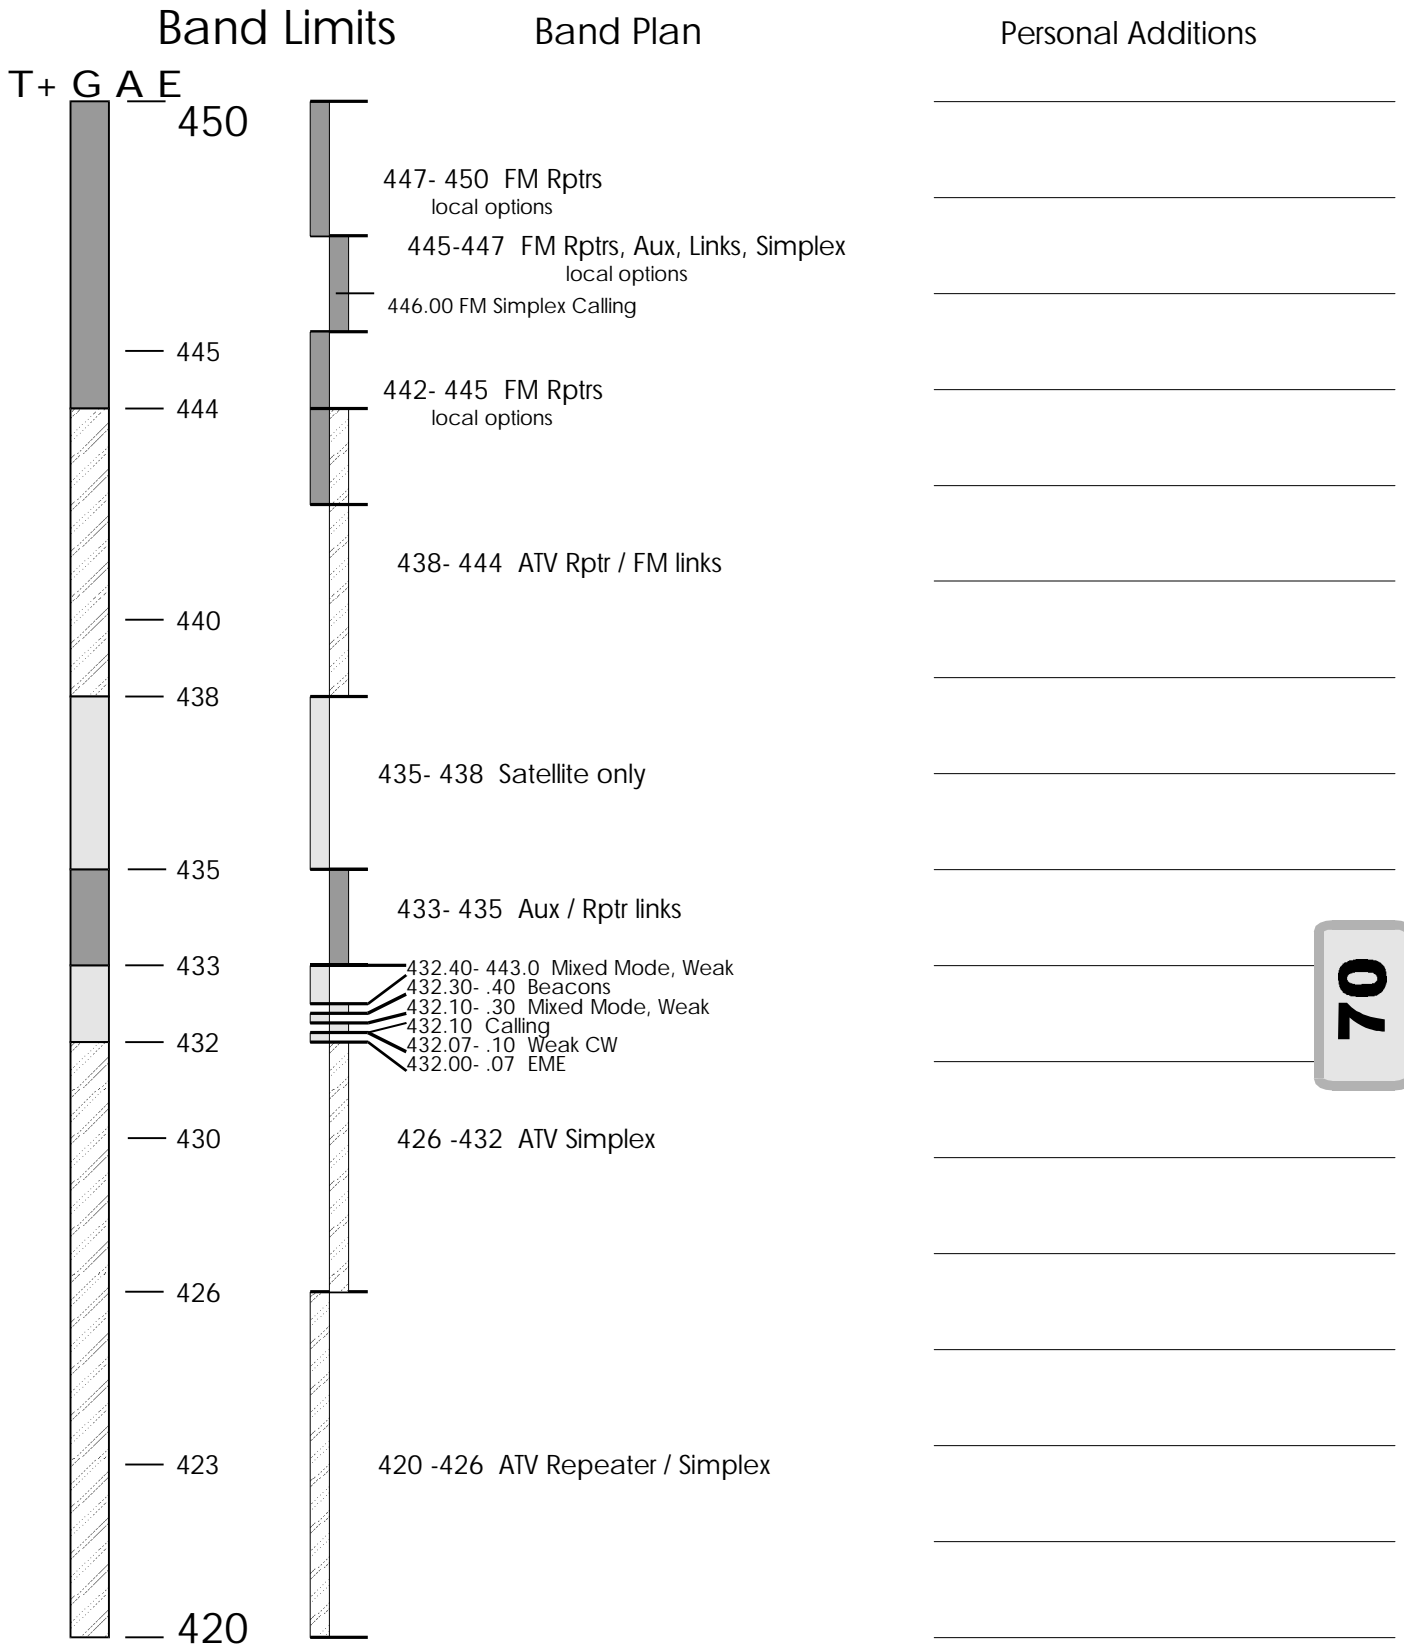 Band Limits Band Plan Personal Additions
T+ G A E
450
447- 450 FM Rptrs
local options
445-447 FM Rptrs, Aux, Links, Simplex
local options
446.00 FM Simplex Calling
445
442- 445 FM Rptrs
444
local options
438- 444 ATV Rptr / FM links
440
438
435- 438 Satellite only
435
433- 435 Aux / Rptr links
433
432.40- 443.0 Mixed Mode, Weak
432.30- .40 Beacons
432.10- .30 Mixed Mode, Weak
432.10 Calling
432
432.07- .10 Weak CW
432.00- .07 EME
70
430
426 -432 ATV Simplex
426
423
420 -426 ATV Repeater / Simplex
420